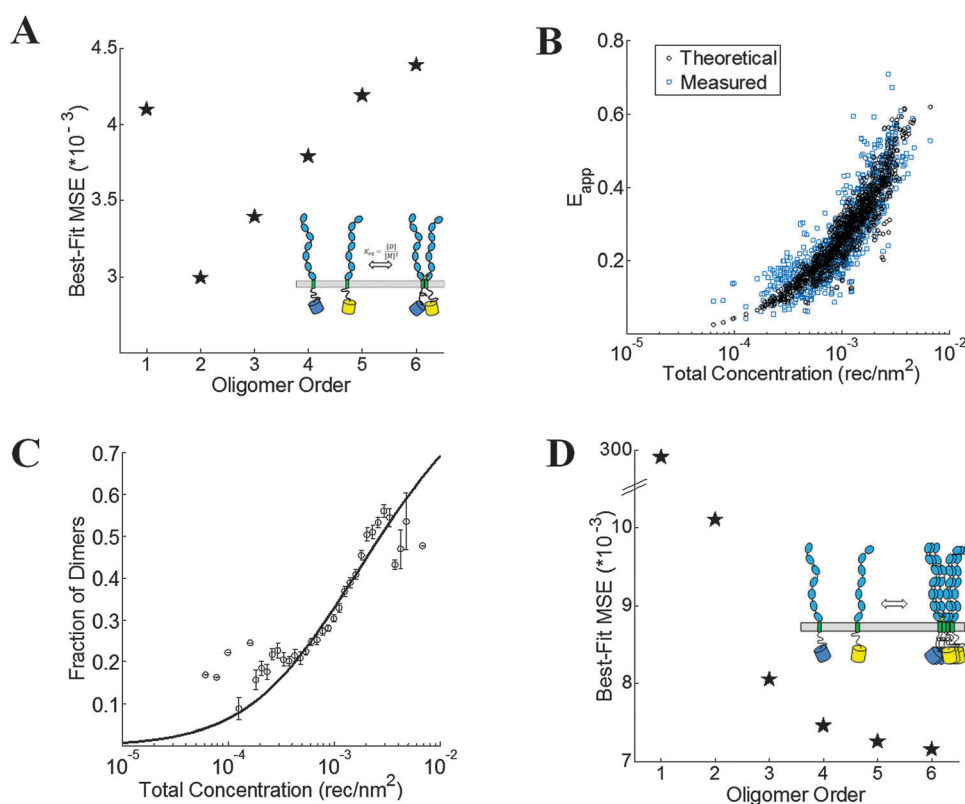 A
Best-Fit MSE (*10⁻³)
4.5
4
3.5
3
1 2 3 4 5 6
Oligomer Order
K_eq = [D]/[M]²
B
E_app
0.8
0.6
0.4
0.2
Theoretical
Measured
10⁻⁵ 10⁻⁴ 10⁻³ 10⁻²
Total Concentration (rec/nm²)
C
Fraction of Dimers
0.7
0.6
0.5
0.4
0.3
0.2
0.1
10⁻⁵ 10⁻⁴ 10⁻³ 10⁻²
Total Concentration (rec/nm²)
D
Best-Fit MSE (*10⁻³)
300
10
9
8
7
1 2 3 4 5 6
Oligomer Order